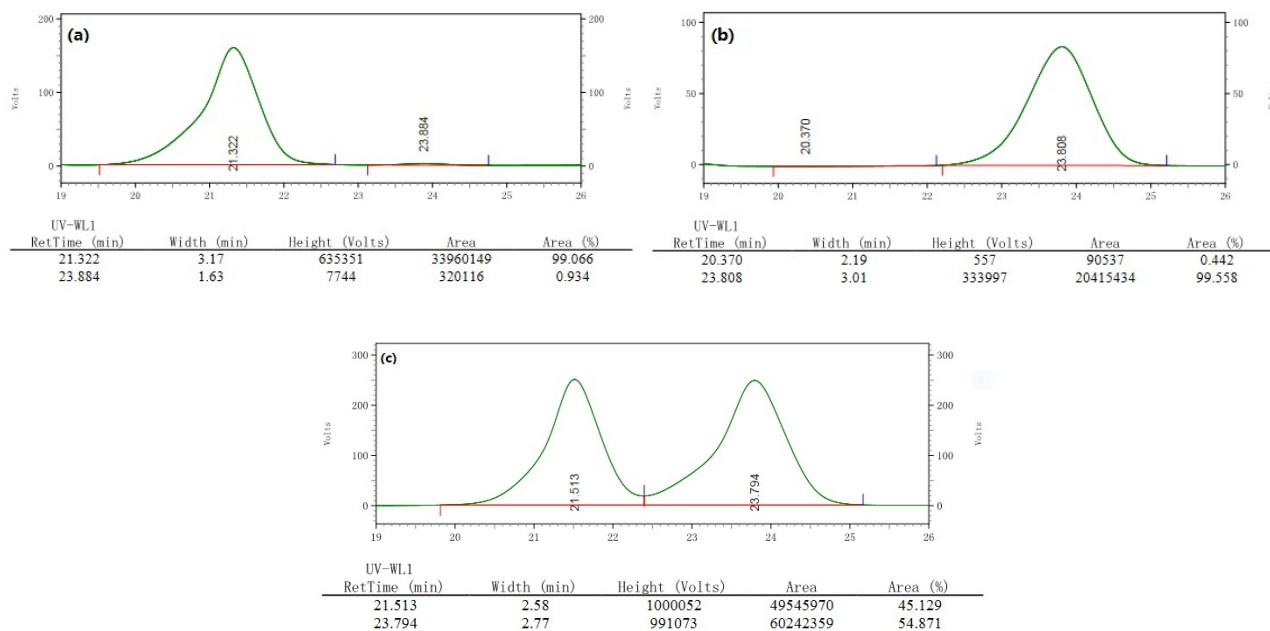 (a)
200
100
0
200
100
0
Volts
Volts
21.322
23.884
19 20 21 22 23 24 25 26
UV-WL1
RetTime (min) Width (min) Height (Volts) Area Area (%)
21.322 3.17 635551 33960149 99.066
23.884 1.63 7744 320116 0.934
(b)
100
50
0
100
50
0
Volts
Volts
20.370
23.808
19 20 21 22 23 24 25 26
UV-WL1
RetTime (min) Width (min) Height (Volts) Area Area (%)
20.370 2.19 557 90537 0.442
23.808 3.01 333997 20415434 99.558
(c)
300
200
100
0
300
200
100
0
Volts
Volts
21.513
23.794
19 20 21 22 23 24 25 26
UV-WL1
RetTime (min) Width (min) Height (Volts) Area Area (%)
21.513 2.58 1000052 49545970 45.129
23.794 2.77 991073 60242359 54.871